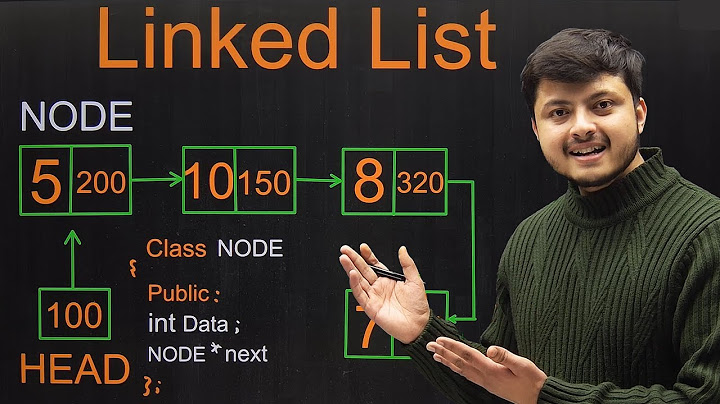 Linked List
NODE
5 200 10 150 8 320
Class NODE
{
Public:
100 7
int Data;
NODE * next
HEAD
};